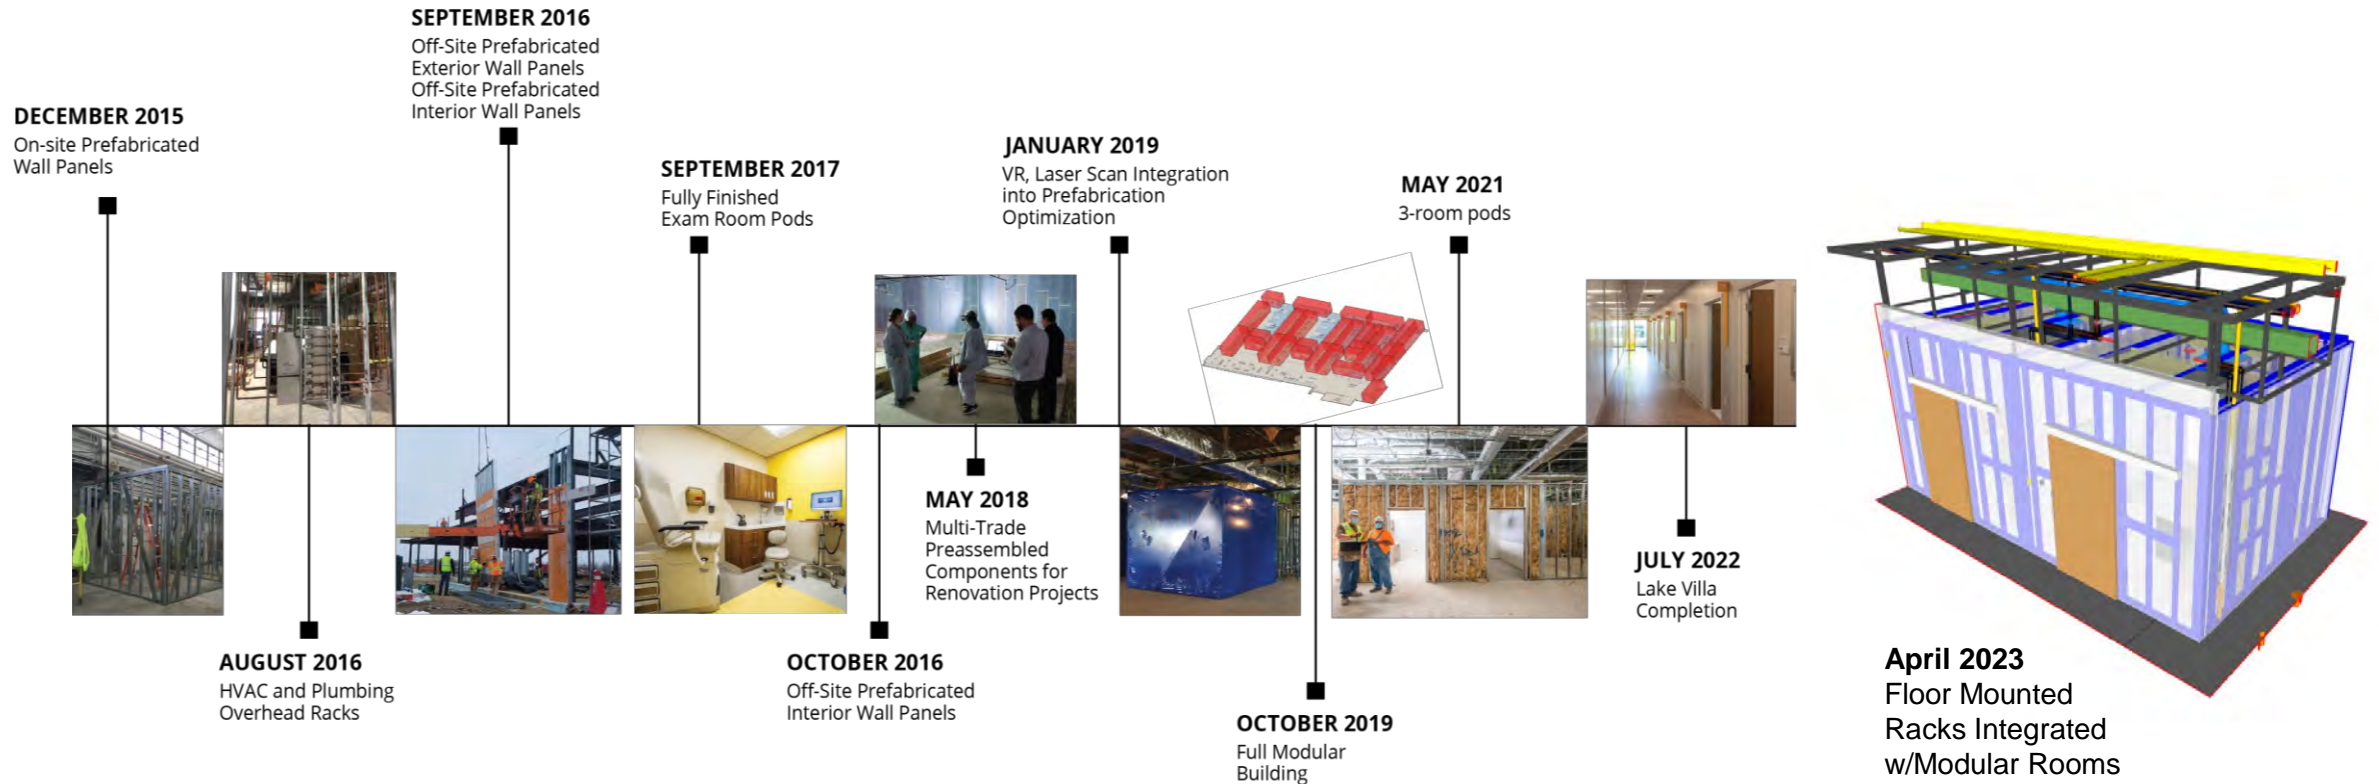 DECEMBER 2015
On-site Prefabricated
Wall Panels
AUGUST 2016
HVAC and Plumbing
Overhead Racks
SEPTEMBER 2016
Off-Site Prefabricated
Exterior Wall Panels
Off-Site Prefabricated
Interior Wall Panels
SEPTEMBER 2017
Fully Finished
Exam Room Pods
OCTOBER 2016
Off-Site Prefabricated
Interior Wall Panels
MAY 2018
Multi-Trade
Preassembled
Components for
Renovation Projects
JANUARY 2019
VR, Laser Scan Integration
into Prefabrication
Optimization
OCTOBER 2019
Full Modular
Building
MAY 2021
3-room pods
JULY 2022
Lake Villa
Completion
April 2023
Floor Mounted
Racks Integrated
w/Modular Rooms